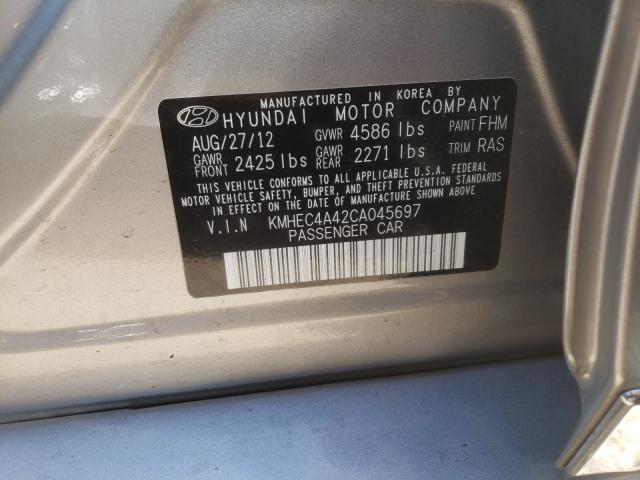 MANUFACTURED IN KOREA BY
HYUNDAI MOTOR COMPANY
AUG/27/12 GVWR 4586 lbs PAINT FHM
GAWR FRONT 2425 lbs GAWR REAR 2271 lbs TRIM RAS
THIS VEHICLE CONFORMS TO ALL APPLICABLE U.S.A. FEDERAL
MOTOR VEHICLE SAFETY, BUMPER, AND THEFT PREVENTION STANDARDS
IN EFFECT ON THE DATE OF MANUFACTURE SHOWN ABOVE.
V.I.N KMHEC4A42CA045697
PASSENGER CAR